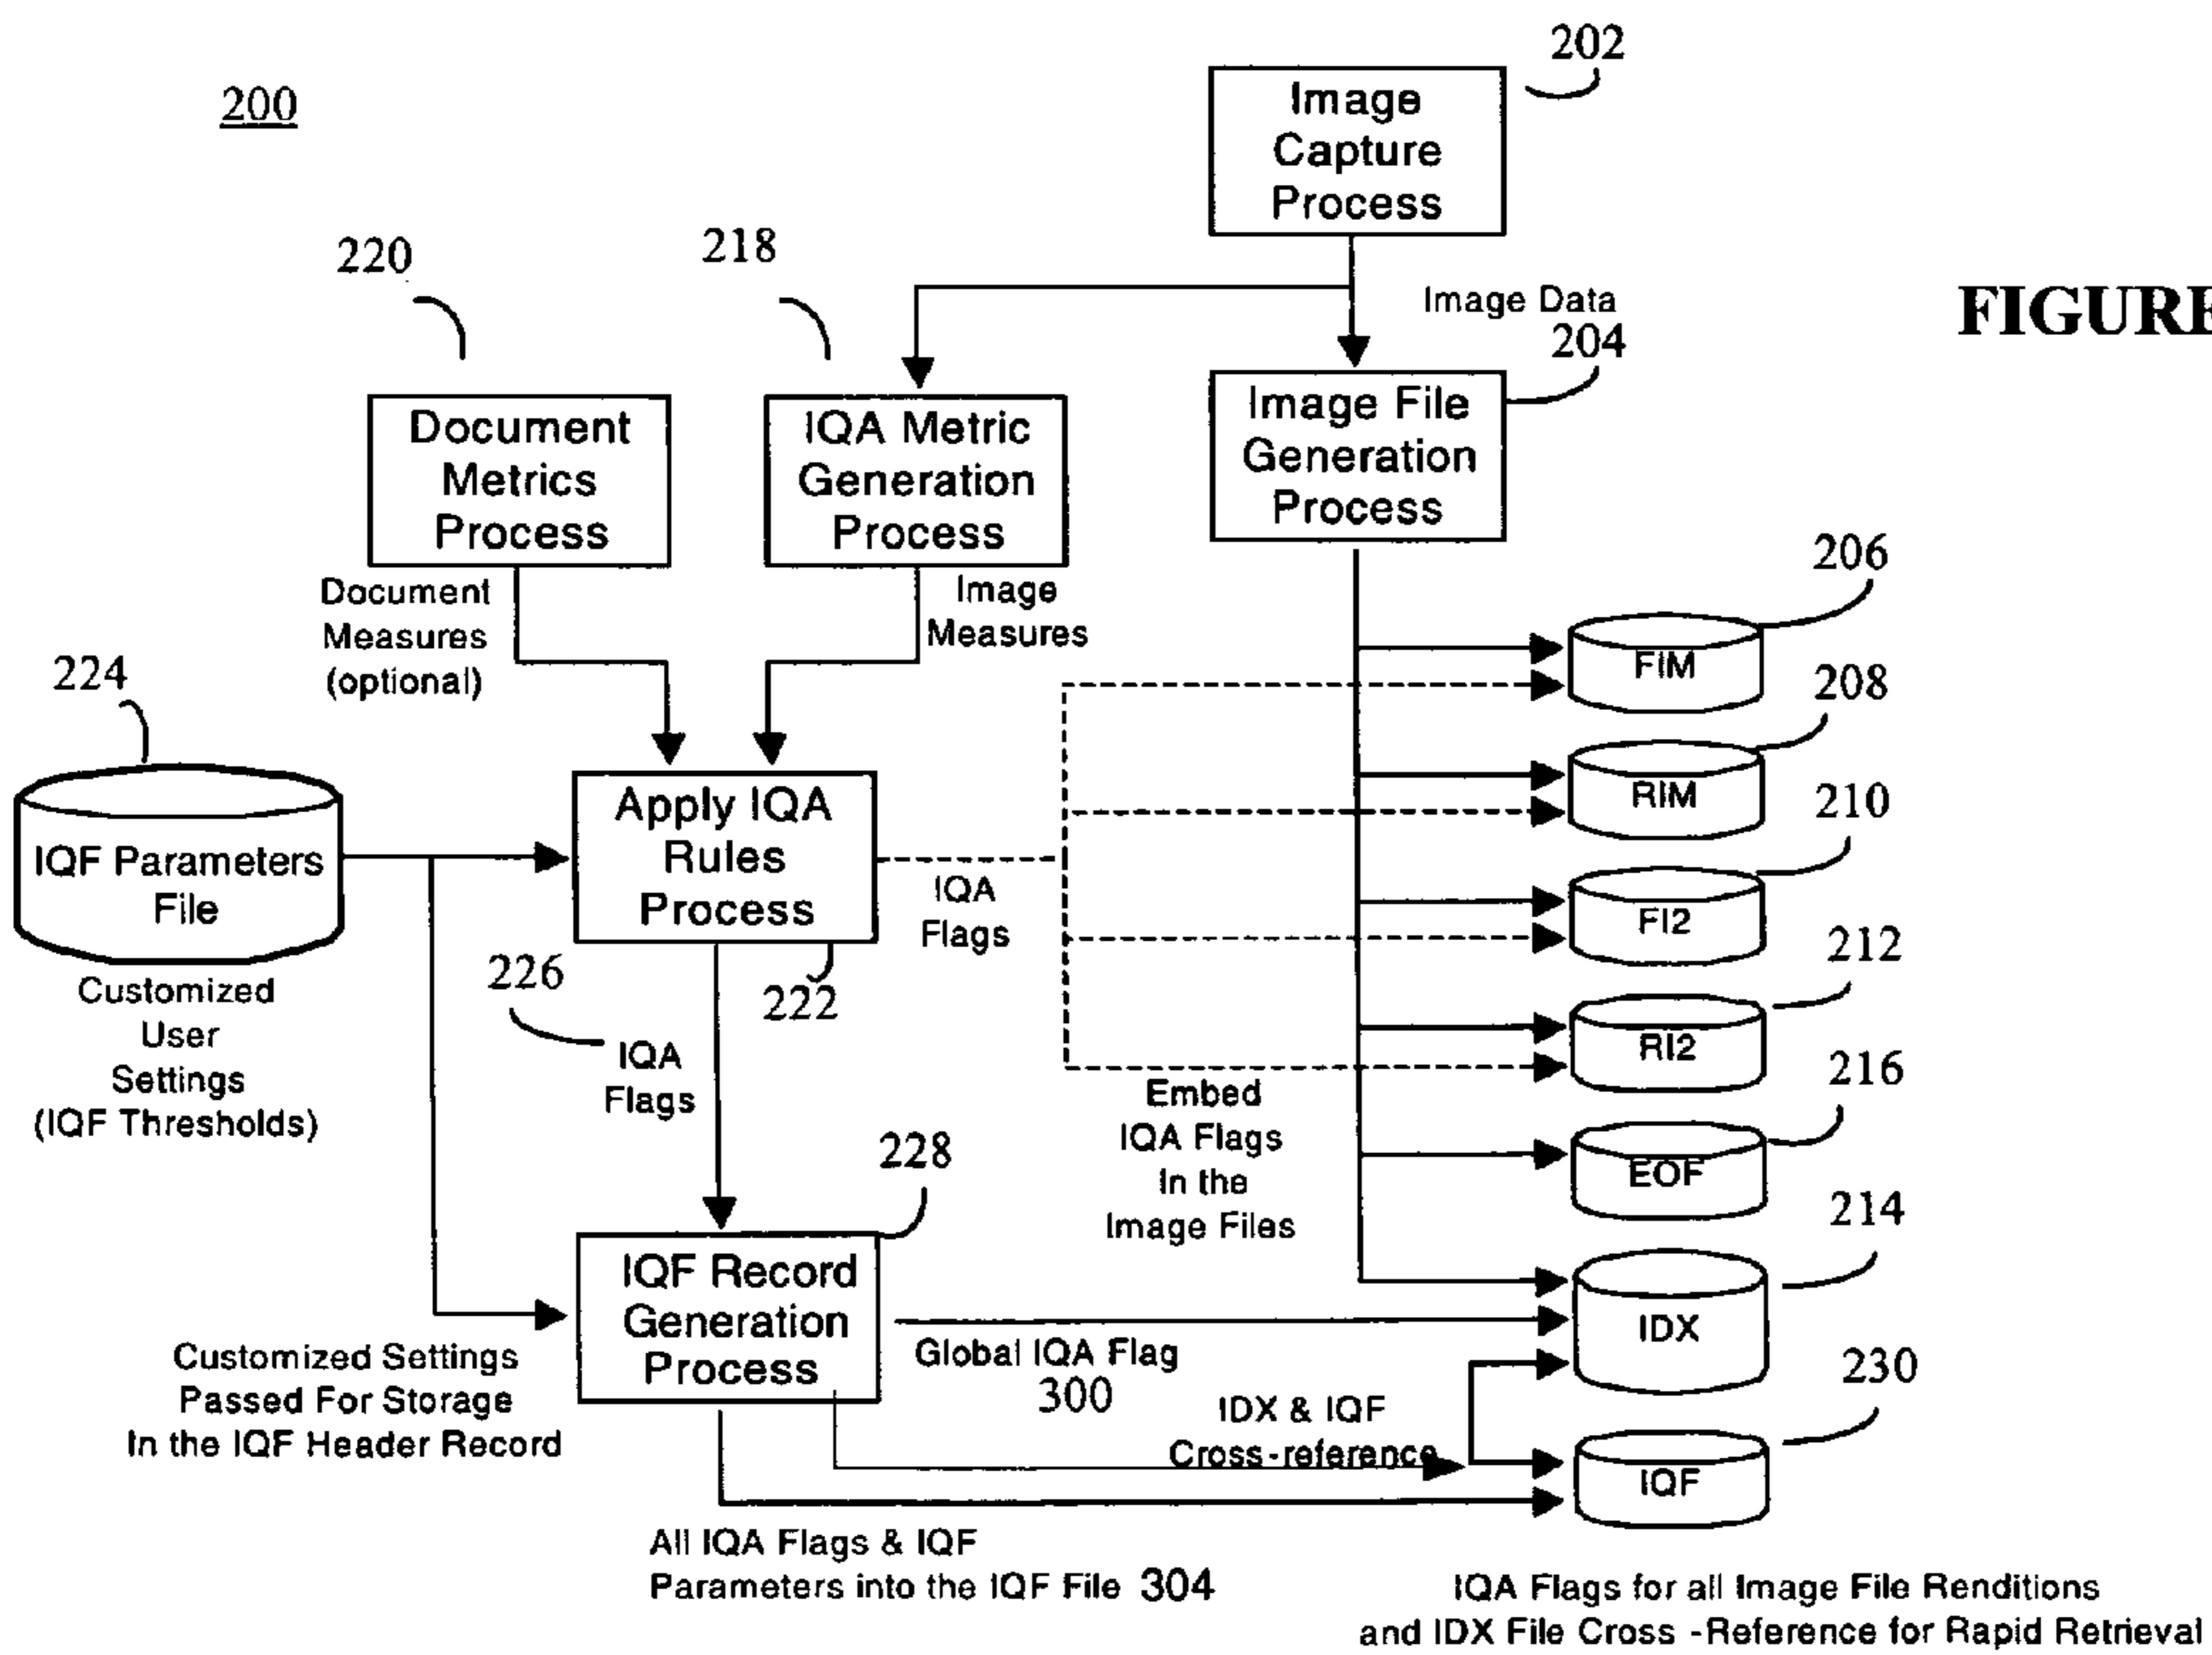 200
202
Image
Capture
Process
220
218
Image Data
FIGURE
204
Document
Metrics
Process
IQA Metric
Generation
Process
Image File
Generation
Process
Document
Measures
(optional)
Image
Measures
206
FIM
208
RIM
210
FI2
212
RI2
216
EOF
214
IDX
230
IQF
224
IQF Parameters
File
Customized
User
Settings
(IQF Thresholds)
Apply IQA
Rules
Process
IQA
Flags
226
222
IQA
Flags
Embed
IQA Flags
In the
Image Files
228
IQF Record
Generation
Process
Global IQA Flag
300
Customized Settings
Passed For Storage
In the IQF Header Record
IDX & IQF
Cross-reference
All IQA Flags & IQF
Parameters into the IQF File 304
IQA Flags for all Image File Renditions
and IDX File Cross -Reference for Rapid Retrieval